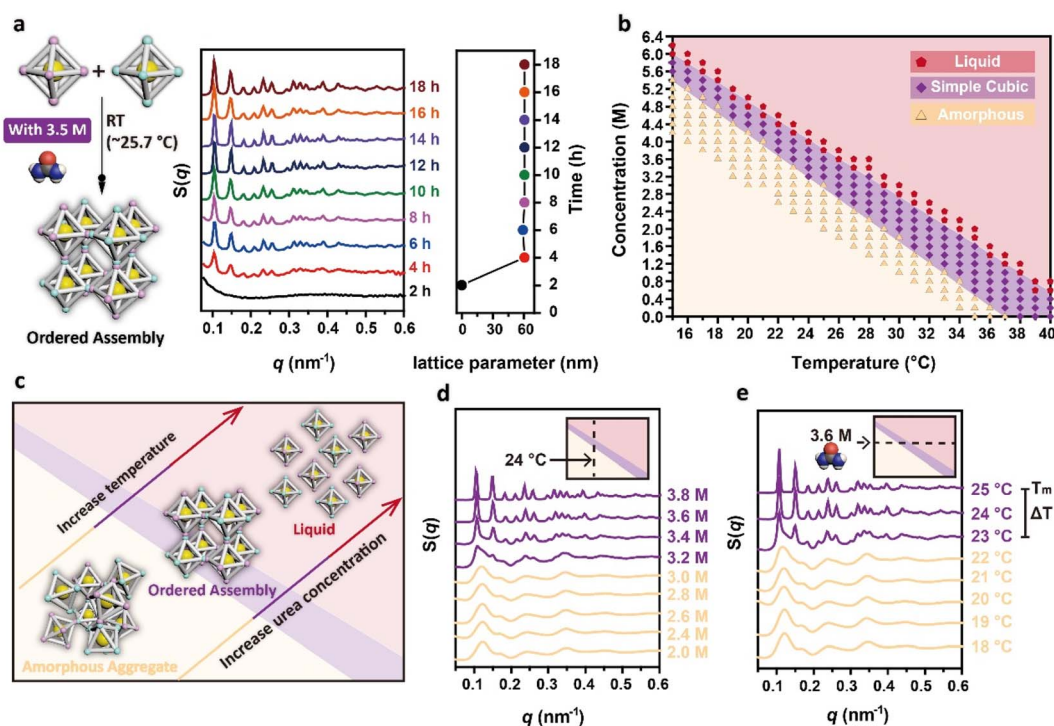 a
With 3.5 M
RT
(~25.7 °C)
Ordered Assembly
S(q)
18 h
16 h
14 h
12 h
10 h
8 h
6 h
4 h
2 h
0.1 0.2 0.3 0.4 0.5 0.6
q (nm⁻¹)
18
16
14
12
10
8
6
4
2
0
Time (h)
0 20 40 60
lattice parameter (nm)
b
Concentration (M)
6.4
6.0
5.6
5.2
4.8
4.4
4.0
3.6
3.2
2.8
2.4
2.0
1.6
1.2
0.8
0.4
0.0
Liquid
Simple Cubic
Amorphous
16 18 20 22 24 26 28 30 32 34 36 38 40
Temperature (°C)
c
Increase temperature
Liquid
Ordered Assembly
Increase urea concentration
Amorphous Aggregate
d
24 °C
S(q)
3.8 M
3.6 M
3.4 M
3.2 M
3.0 M
2.8 M
2.6 M
2.4 M
2.0 M
0.1 0.2 0.3 0.4 0.5 0.6
q (nm⁻¹)
e
3.6 M
S(q)
25 °C
24 °C
23 °C
22 °C
21 °C
20 °C
19 °C
18 °C
Tm
ΔT
0.1 0.2 0.3 0.4 0.5 0.6
q (nm⁻¹)